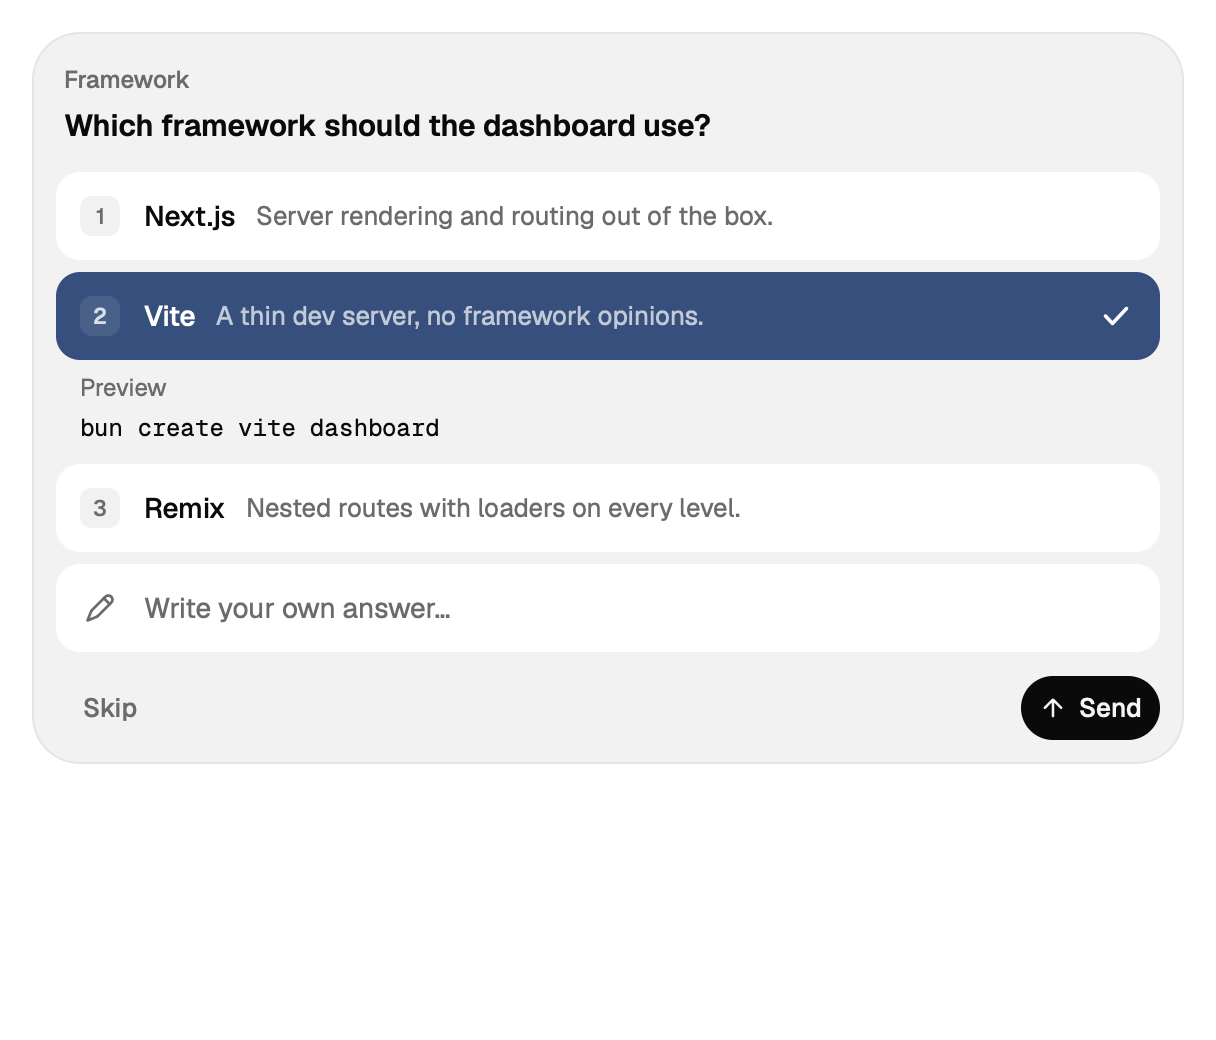 Framework
Which framework should the dashboard use?
1 Next.js Server rendering and routing out of the box.
2 Vite A thin dev server, no framework opinions.
Preview
bun create vite dashboard
3 Remix Nested routes with loaders on every level.
Write your own answer...
Skip
Send